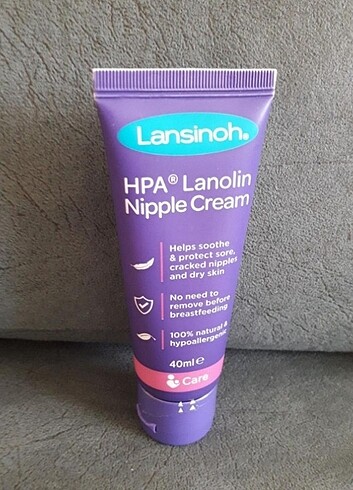 Lansinoh®
HPA® Lanolin
Nipple Cream
Helps soothe
& protect sore,
cracked nipples
and dry skin
No need to
remove before
breastfeeding
100% natural &
hypoallergenic
40ml e
Care